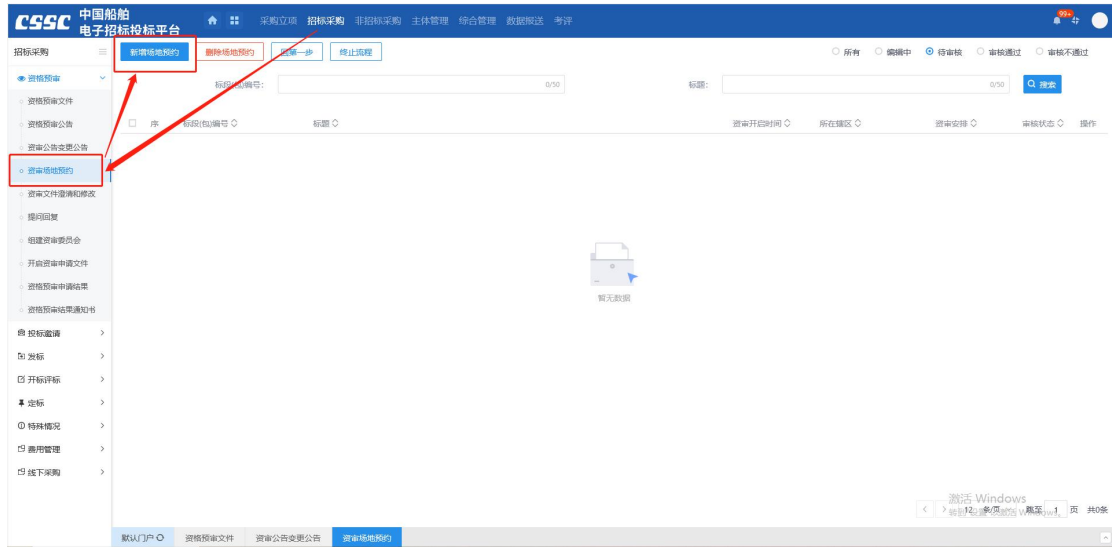 CSSC 中国船舶
电子招标投标平台
采购立项 招标采购 非招标采购 主体管理 综合管理 数据报送 考评
99+
招标采购
新增场地预约 删除场地预约 回第一步 终止流程
所有 编辑中 待审核 审核通过 审核不通过
资格预审
标段(包)编号: 0/50 标题: 0/50 搜索
资格预审文件
序 标段(包)编号 标题 资审开启时间 所在辖区 资审安排 审核状态 操作
资格预审公告
资审公告变更公告
资审场地预约
资审文件澄清和修改
提问回复
组建资审委员会
开启资审申请文件
资格预审申请结果
暂无数据
资格预审结果通知书
投标邀请
发标
开标评标
定标
特殊情况
费用管理
线下采购
激活 Windows
12 条/页 跳至 1 页 共0条
默认门户 资格预审文件 资审公告变更公告 资审场地预约